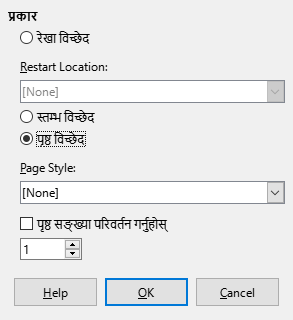 प्रकार
रेखा विच्छेद
Restart Location:
[None]
स्तम्भ विच्छेद
पृष्ठ विच्छेद
Page Style:
[None]
पृष्ठ सङ्ख्या परिवर्तन गर्नुहोस्
1
Help OK Cancel